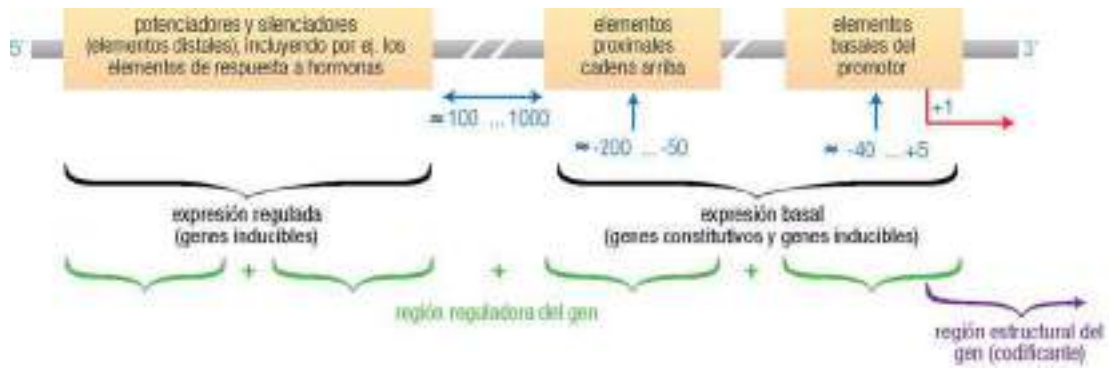 potenciadores y silenciadores
(elementos distales), incluyendo por ej, los
elementos de respuesta a hormonas
elementos
proximales
cadena arriba
elementos
basales del
promotor
5'
3'
+1
≈100 ...1000
≈ -200 ... -50
≈ -40 ... +5
expresión regulada
(genes inducibles)
expresión basal
(genes constitutivos y genes inducibles)
+ + +
región reguladora del gen
región estructural del
gen (codificante)